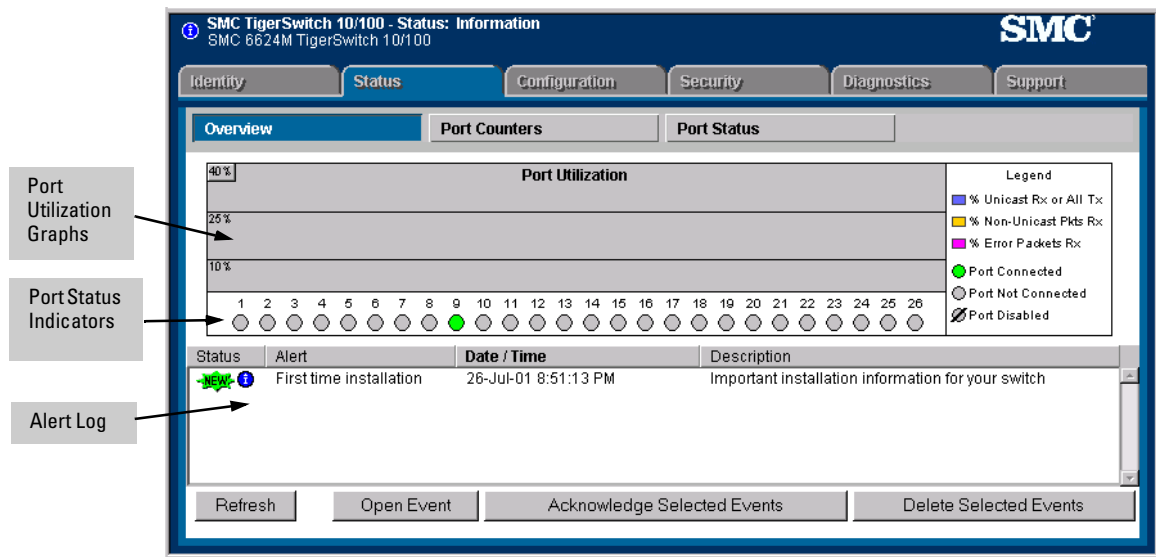 SMC TigerSwitch 10/100 - Status: Information
SMC 6624M TigerSwitch 10/100
SMC
Identity Status Configuration Security Diagnostics Support
Overview Port Counters Port Status
Port Utilization Graphs
40% Port Utilization
25%
10%
Legend
% Unicast Rx or All Tx
% Non-Unicast Pkts Rx
% Error Packets Rx
Port Connected
Port Not Connected
Port Disabled
Port Status Indicators
1 2 3 4 5 6 7 8 9 10 11 12 13 14 15 16 17 18 19 20 21 22 23 24 25 26
Status Alert Date / Time Description
NEW First time installation 26-Jul-01 8:51:13 PM Important installation information for your switch
Alert Log
Refresh Open Event Acknowledge Selected Events Delete Selected Events